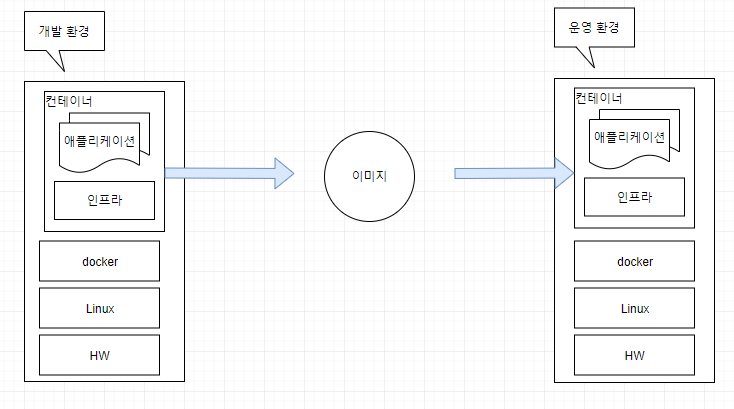 개발 환경
컨테이너
애플리케이션
인프라
docker
Linux
HW
이미지
운영 환경
컨테이너
애플리케이션
인프라
docker
Linux
HW